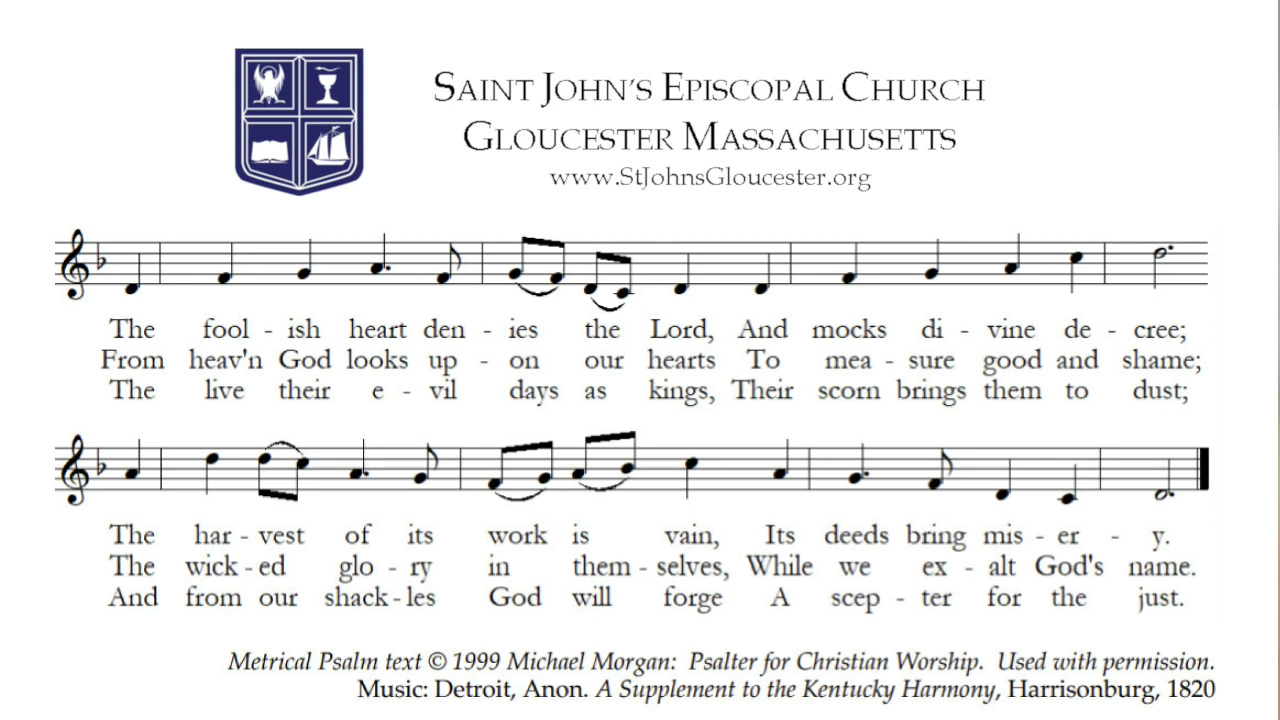 SAINT JOHN'S EPISCOPAL CHURCH
GLOUCESTER MASSACHUSETTS
www.StJohnsGloucester.org
The fool - ish heart den - ies the Lord, And mocks di - vine de - cree;
From heav'n God looks up - on our hearts To mea - sure good and shame;
The live their e - vil days as kings, Their scorn brings them to dust;
The har - vest of its work is vain, Its deeds bring mis - er - y.
The wick - ed glo - ry in them - selves, While we ex - alt God's name.
And from our shack - les God will forge A scep - ter for the just.
Metrical Psalm text © 1999 Michael Morgan: Psalter for Christian Worship. Used with permission.
Music: Detroit, Anon. A Supplement to the Kentucky Harmony, Harrisonburg, 1820